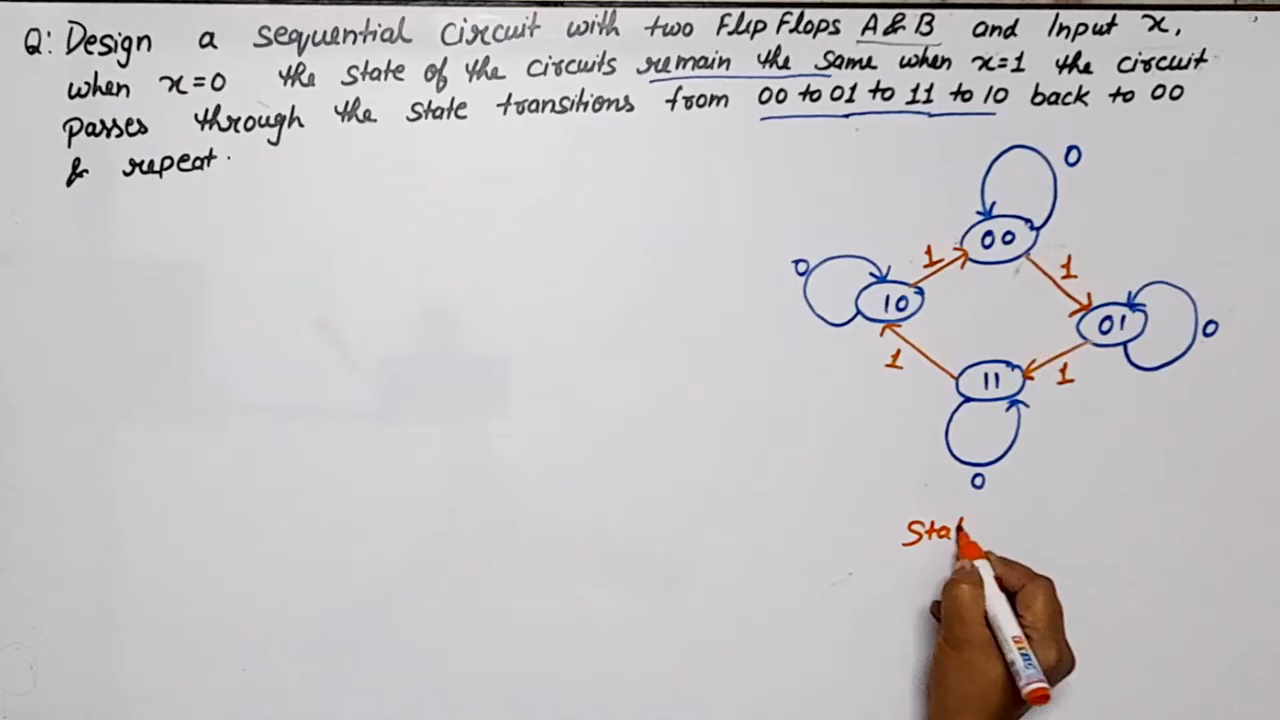 Q: Design a sequential circuit with two Flip Flops A & B and Input x,
when x=0 the state of the circuits remain the same when x=1 the circuit
passes through the state transitions from 00 to 01 to 11 to 10 back to 00
& repeat.
0
00
1
1
0
10
01
0
1
11
1
0
Sta